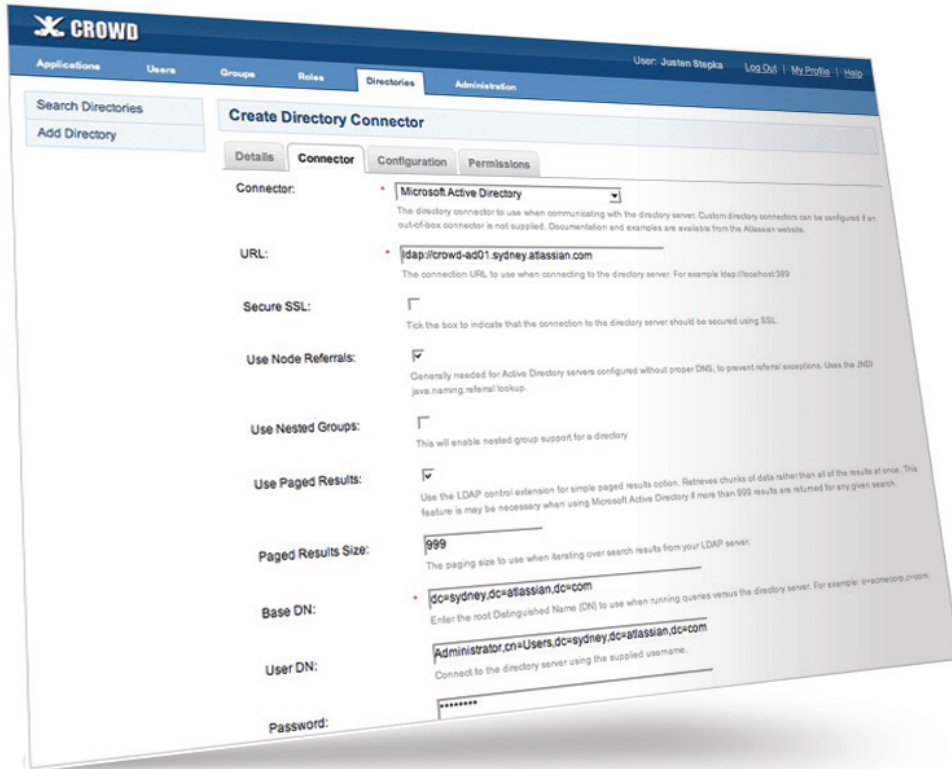 CROWD
User: Justen Stepka Log Out | My Profile | Help
Applications Users Groups Roles Directories Administration
Search Directories
Add Directory
Create Directory Connector
Details Connector Configuration Permissions
Connector: * Microsoft Active Directory
The directory connector to use when communicating with the directory server. Custom directory connectors can be configured if an
out-of-box connector is not supplied. Documentation and examples are available from the Atlassian website.
URL: * ldap://crowd-ad01.sydney.atlassian.com
The connection URL to use when connecting to the directory server. For example ldap://localhost:389
Secure SSL:
Tick the box to indicate that the connection to the directory server should be secured using SSL.
Use Node Referrals:
Generally needed for Active Directory servers configured without proper DNS, to prevent referral exceptions. Uses the JNDI
java.naming.referral lookup.
Use Nested Groups:
This will enable nested group support for a directory
Use Paged Results:
Use the LDAP control extension for simple paged results option. Retrieves chunks of data rather than all of the results at once. This
feature is may be necessary when using Microsoft Active Directory if more than 999 results are returned for any given search.
Paged Results Size: 999
The paging size to use when iterating over search results from your LDAP server.
Base DN: * dc=sydney,dc=atlassian,dc=com
Enter the root Distinguished Name (DN) to use when running queries versus the directory server. For example: o=acmecorp,c=com.
User DN: Administrator,cn=Users,dc=sydney,dc=atlassian,dc=com
Connect to the directory server using the supplied username.
Password: ********